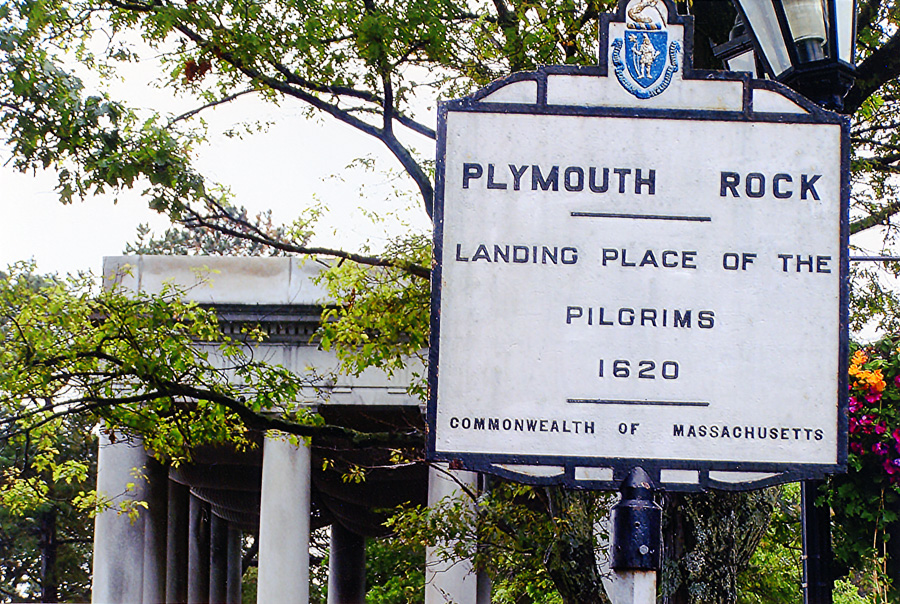 PLYMOUTH ROCK
LANDING PLACE OF THE
PILGRIMS
1620
COMMONWEALTH OF MASSACHUSETTS